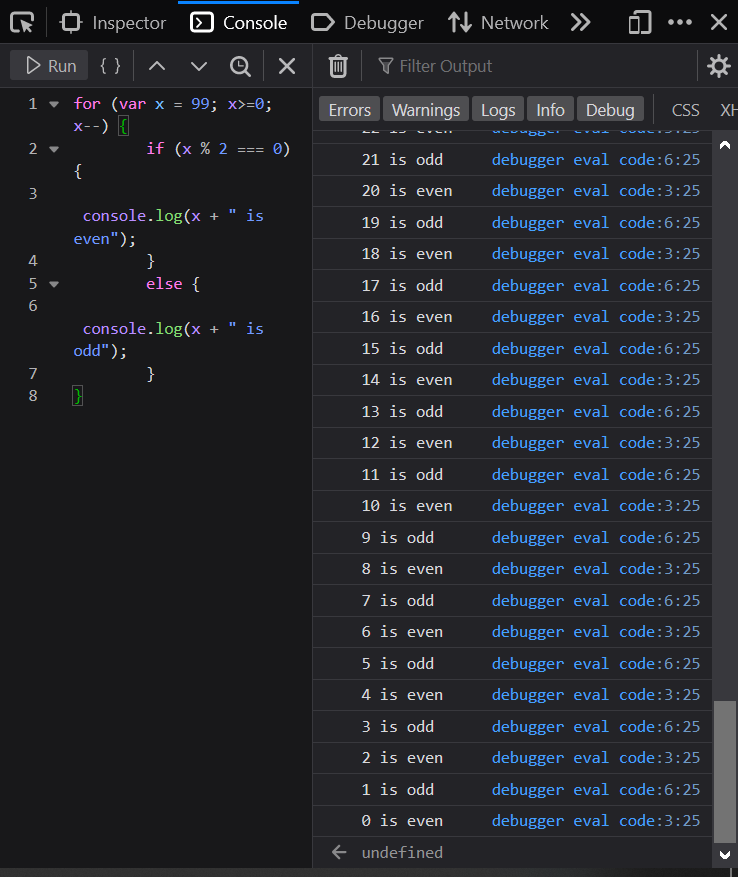 Inspector Console Debugger Network
Run { } Filter Output
Errors Warnings Logs Info Debug CSS XH
1 for (var x = 99; x>=0;
x--) {
2 if (x % 2 === 0)
{
3
console.log(x + " is
even");
4 }
5 else {
6
console.log(x + " is
odd");
7 }
8 }
22 is even debugger eval code:3:25
21 is odd debugger eval code:6:25
20 is even debugger eval code:3:25
19 is odd debugger eval code:6:25
18 is even debugger eval code:3:25
17 is odd debugger eval code:6:25
16 is even debugger eval code:3:25
15 is odd debugger eval code:6:25
14 is even debugger eval code:3:25
13 is odd debugger eval code:6:25
12 is even debugger eval code:3:25
11 is odd debugger eval code:6:25
10 is even debugger eval code:3:25
9 is odd debugger eval code:6:25
8 is even debugger eval code:3:25
7 is odd debugger eval code:6:25
6 is even debugger eval code:3:25
5 is odd debugger eval code:6:25
4 is even debugger eval code:3:25
3 is odd debugger eval code:6:25
2 is even debugger eval code:3:25
1 is odd debugger eval code:6:25
0 is even debugger eval code:3:25
undefined